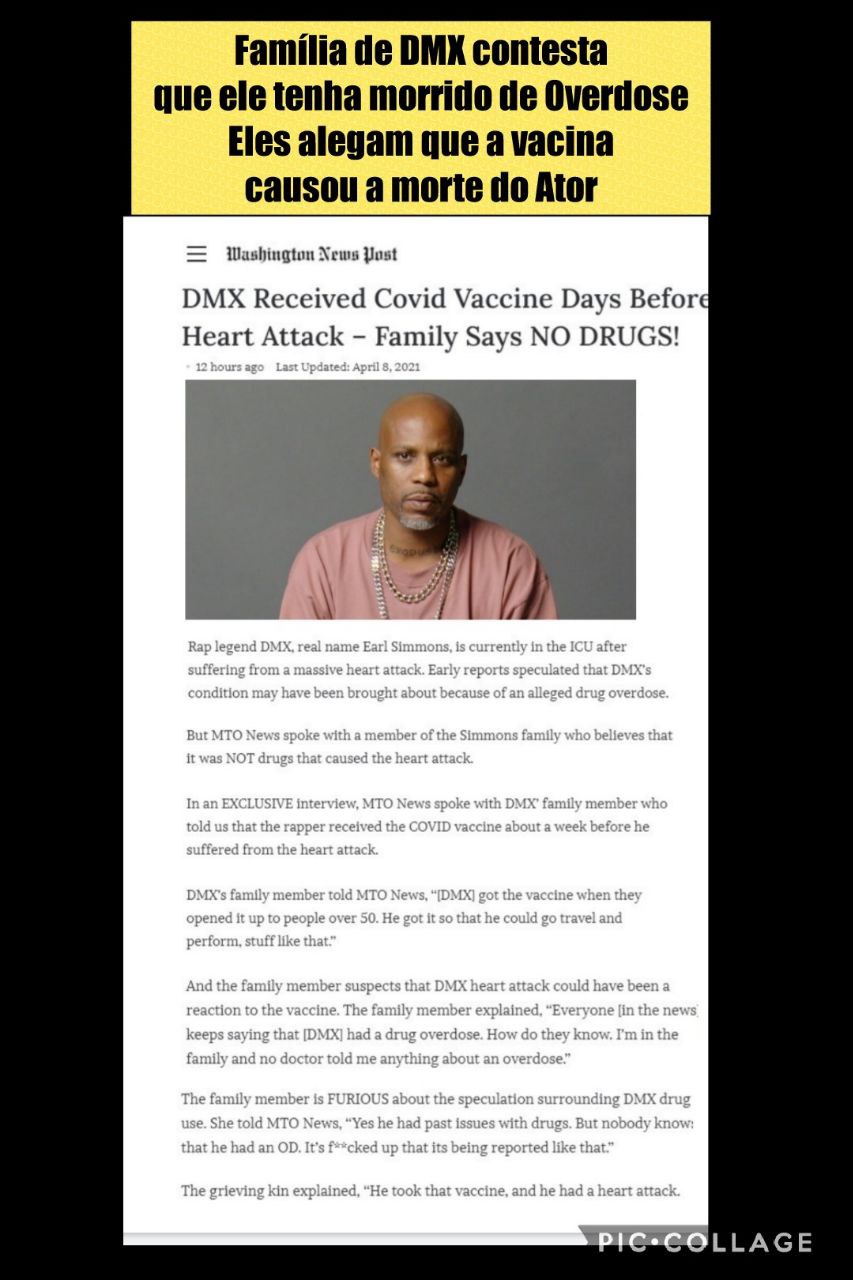 Família de DMX contesta
que ele tenha morrido de Overdose
Eles alegam que a vacina
causou a morte do Ator
Washington News Post
DMX Received Covid Vaccine Days Before
Heart Attack – Family Says NO DRUGS!
12 hours ago Last Updated: April 8, 2021
Rap legend DMX, real name Earl Simmons, is currently in the ICU after
suffering from a massive heart attack. Early reports speculated that DMX's
condition may have been brought about because of an alleged drug overdose.
But MTO News spoke with a member of the Simmons family who believes that
it was NOT drugs that caused the heart attack.
In an EXCLUSIVE interview, MTO News spoke with DMX' family member who
told us that the rapper received the COVID vaccine about a week before he
suffered from the heart attack.
DMX's family member told MTO News, “[DMX] got the vaccine when they
opened it up to people over 50. He got it so that he could go travel and
perform, stuff like that.”
And the family member suspects that DMX heart attack could have been a
reaction to the vaccine. The family member explained, “Everyone [in the news]
keeps saying that [DMX] had a drug overdose. How do they know. I'm in the
family and no doctor told me anything about an overdose.”
The family member is FURIOUS about the speculation surrounding DMX drug
use. She told MTO News, “Yes he had past issues with drugs. But nobody knows
that he had an OD. It's f**cked up that its being reported like that.”
The grieving kin explained, “He took that vaccine, and he had a heart attack.
PIC•COLLAGE